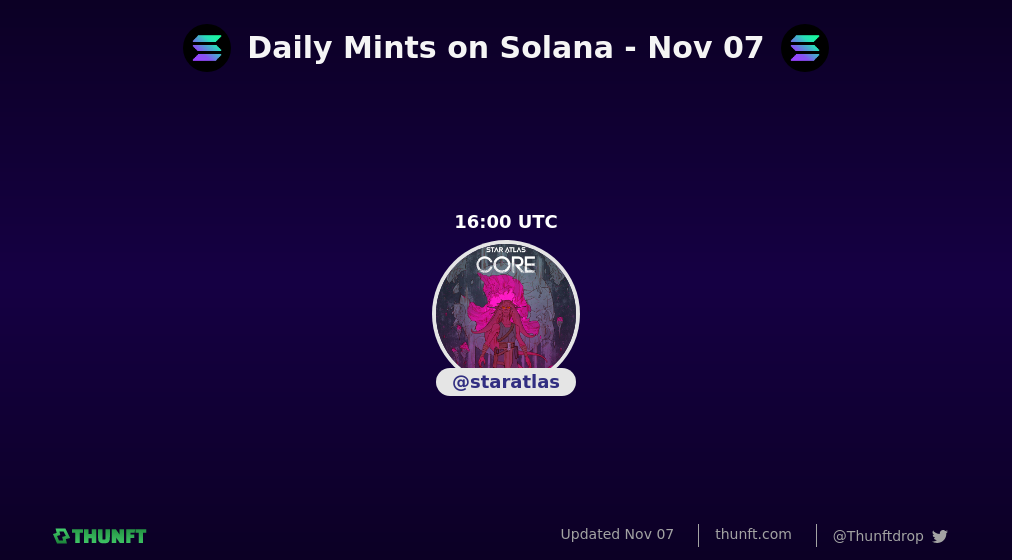 Daily Mints on Solana - Nov 07
16:00 UTC
STAR ATLAS
CORE
@staratlas
THUNFT
Updated Nov 07
thunft.com
@Thunftdrop